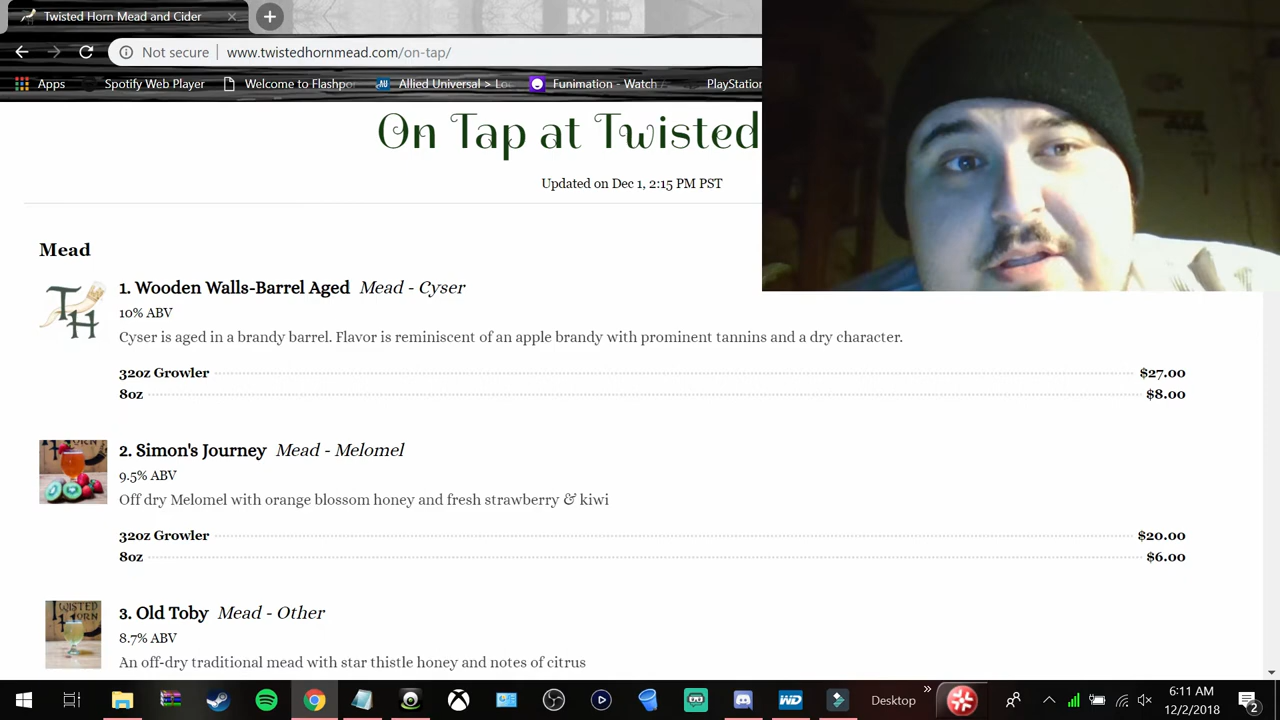 Twisted Horn Mead and Cider
Not secure www.twistedhornmead.com/on-tap/
Apps Spotify Web Player Welcome to Flashpo Allied Universal > Lo Funimation - Watch PlayStation
On Tap at Twisted
Updated on Dec 1, 2:15 PM PST
Mead
TH
1. Wooden Walls-Barrel Aged Mead - Cyser
10% ABV
Cyser is aged in a brandy barrel. Flavor is reminiscent of an apple brandy with prominent tannins and a dry character.
32oz Growler $27.00
8oz $8.00
2. Simon's Journey Mead - Melomel
9.5% ABV
Off dry Melomel with orange blossom honey and fresh strawberry & kiwi
32oz Growler $20.00
8oz $6.00
3. Old Toby Mead - Other
8.7% ABV
An off-dry traditional mead with star thistle honey and notes of citrus
WD Desktop » 6:11 AM
12/2/2018 2